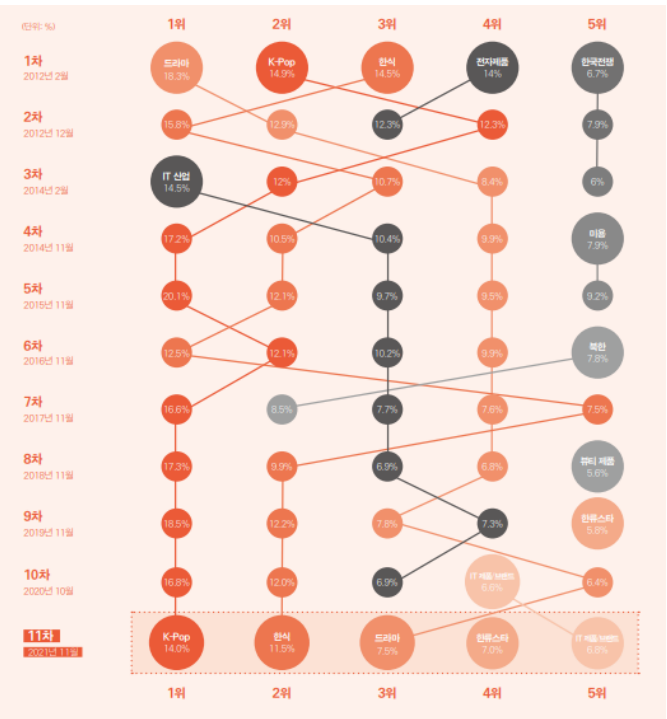 (단위: %)
1위 2위 3위 4위 5위
1차
2012년 2월
드라마
18.3%
K-Pop
14.9%
한식
14.5%
전자제품
14%
한국전쟁
6.7%
2차
2012년 12월
15.8% 12.9% 12.3% 12.3% 7.9%
3차
2014년 2월
IT 산업
14.5%
12% 10.7% 8.4% 6%
4차
2014년 11월
17.2% 10.5% 10.4% 9.9%
미용
7.9%
5차
2015년 11월
20.1% 12.1% 9.7% 9.5% 9.2%
6차
2016년 11월
12.5% 12.1% 10.2% 9.9%
북한
7.8%
7차
2017년 11월
16.6% 8.5% 7.7% 7.6% 7.5%
8차
2018년 11월
17.3% 9.9% 6.9% 6.8%
뷰티 제품
5.6%
9차
2019년 11월
18.5% 12.2% 7.8% 7.3%
한류스타
5.8%
10차
2020년 10월
16.8% 12.0% 6.9%
IT 제품/브랜드
6.6%
6.4%
11차
2021년 11월
K-Pop
14.0%
한식
11.5%
드라마
7.5%
한류스타
7.0%
IT 제품/브랜드
6.8%
1위 2위 3위 4위 5위